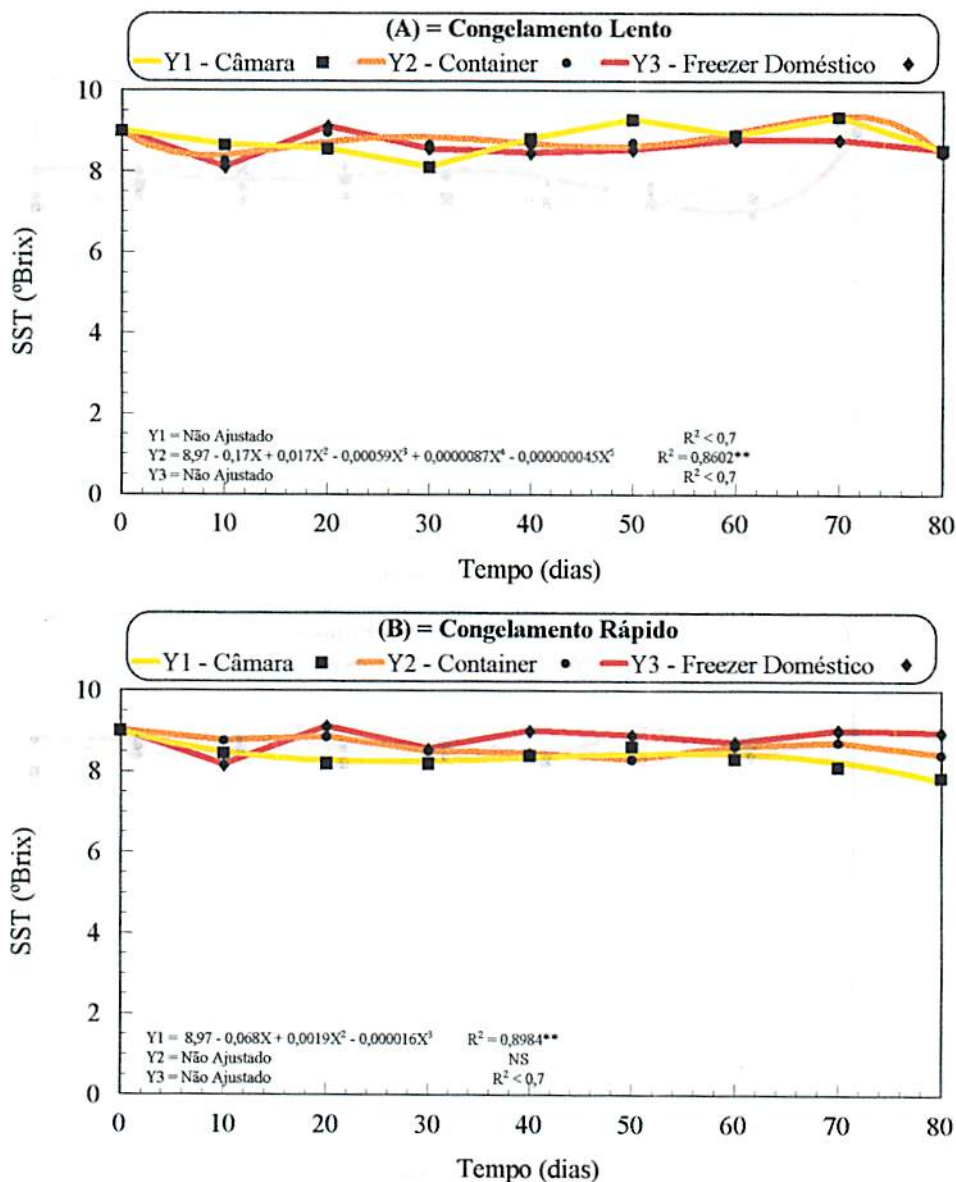 (A) = Congelamento Lento
Y1 - Câmara Y2 - Container Y3 - Freezer Doméstico
10
8
6
4
2
0
SST (ºBrix)
Y1 = Não Ajustado R² < 0,7
Y2 = 8,97 - 0,17X + 0,017X² - 0,00059X³ + 0,0000087X⁴ - 0,000000045X⁵ R² = 0,8602**
Y3 = Não Ajustado R² < 0,7
0 10 20 30 40 50 60 70 80
Tempo (dias)
(B) = Congelamento Rápido
Y1 - Câmara Y2 - Container Y3 - Freezer Doméstico
10
8
6
4
2
0
SST (ºBrix)
Y1 = 8,97 - 0,068X + 0,0019X² - 0,000016X³ R² = 0,8984**
Y2 = Não Ajustado NS
Y3 = Não Ajustado R² < 0,7
0 10 20 30 40 50 60 70 80
Tempo (dias)